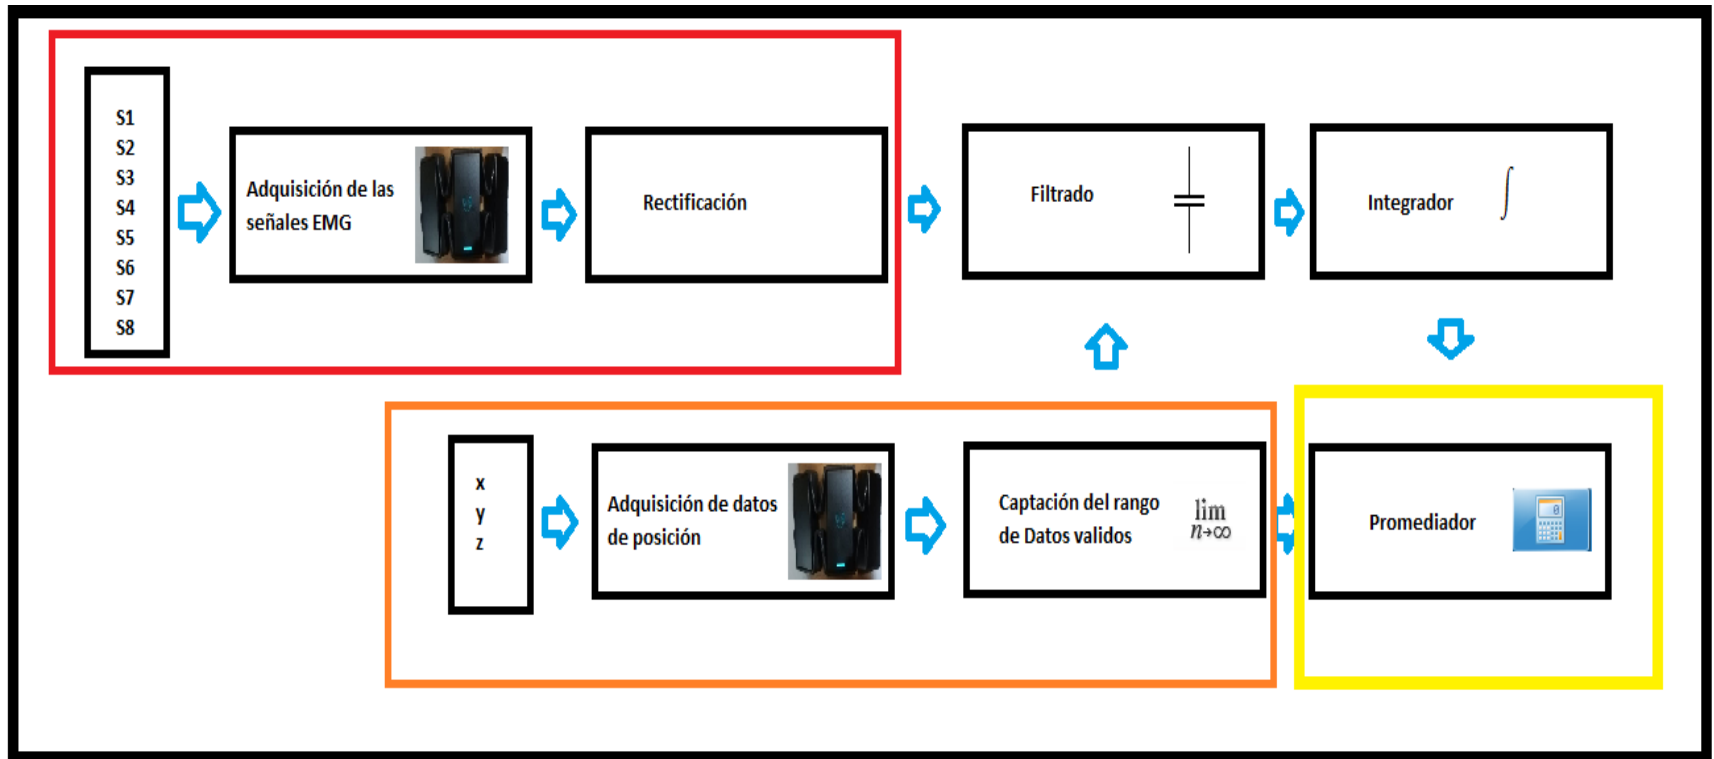 S1
S2
S3
S4
S5
S6
S7
S8
Adquisición de las
señales EMG
Rectificación
Filtrado
Integrador ∫
x
y
z
Adquisición de datos
de posición
Captación del rango
de Datos validos
lim
n→∞
Promediador
0